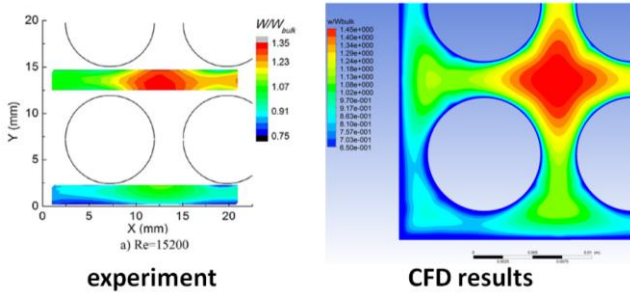 W/W_bulk
1.35
1.23
1.07
0.91
0.75
20
15
10
5
0
Y (mm)
0 5 10 15 20
X (mm)
a) Re=15200
experiment
w/Wbulk
1.45e+000
1.40e+000
1.34e+000
1.29e+000
1.24e+000
1.18e+000
1.13e+000
1.08e+000
1.02e+000
9.70e-001
9.17e-001
8.63e-001
8.10e-001
7.57e-001
7.03e-001
6.50e-001
CFD results